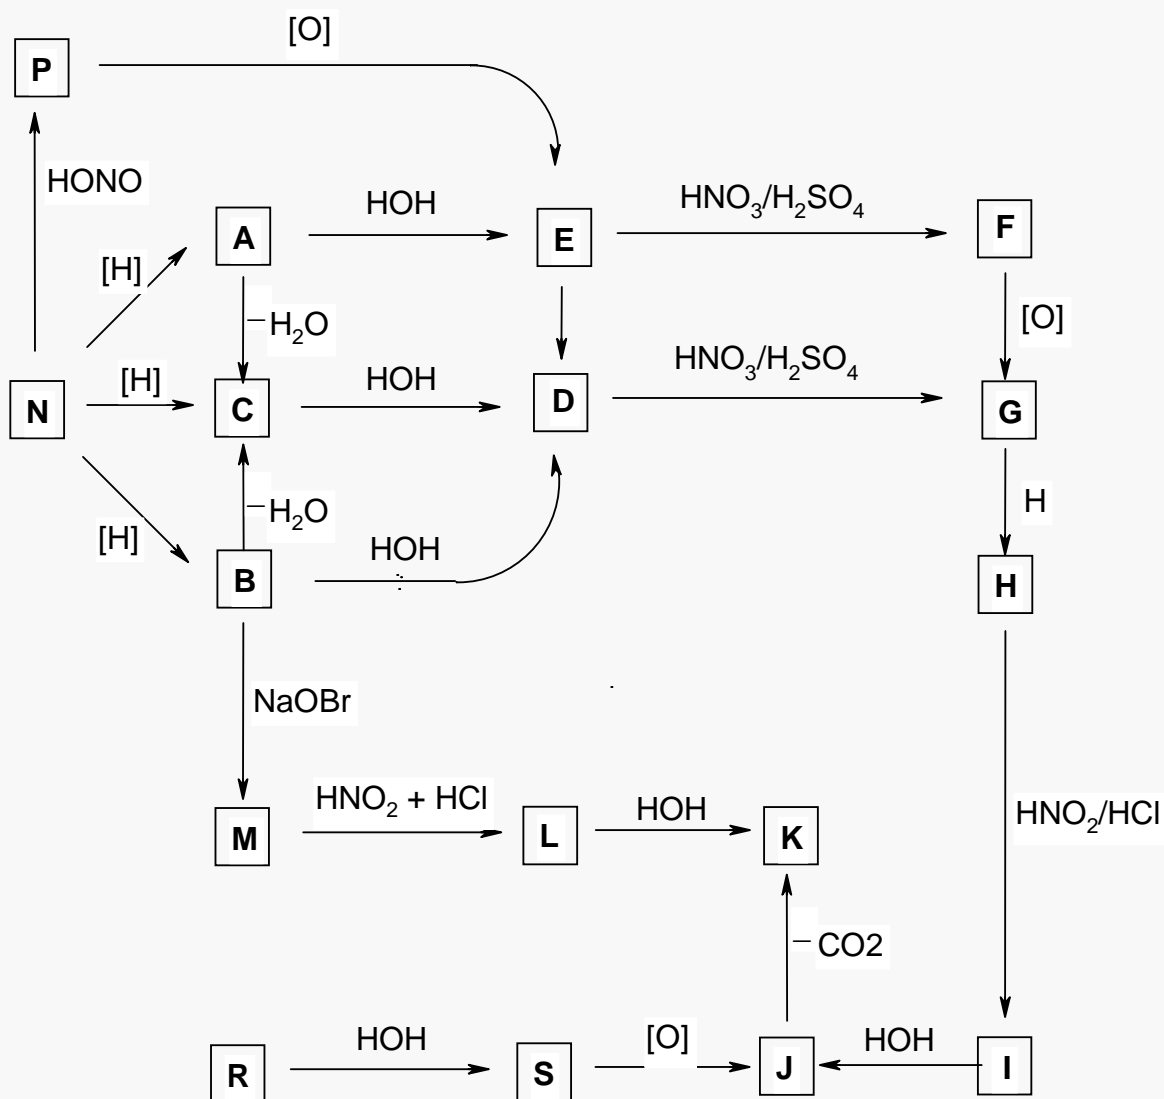 [O]
P
HONO
HOH
HNO₃/H₂SO₄
A
E
F
[H]
–H₂O
[O]
[H]
HOH
HNO₃/H₂SO₄
N
C
D
G
–H₂O
H
[H]
HOH
B
H
NaOBr
HNO₂ + HCl
HOH
HNO₂/HCl
M
L
K
–CO2
HOH
[O]
HOH
R
S
J
I